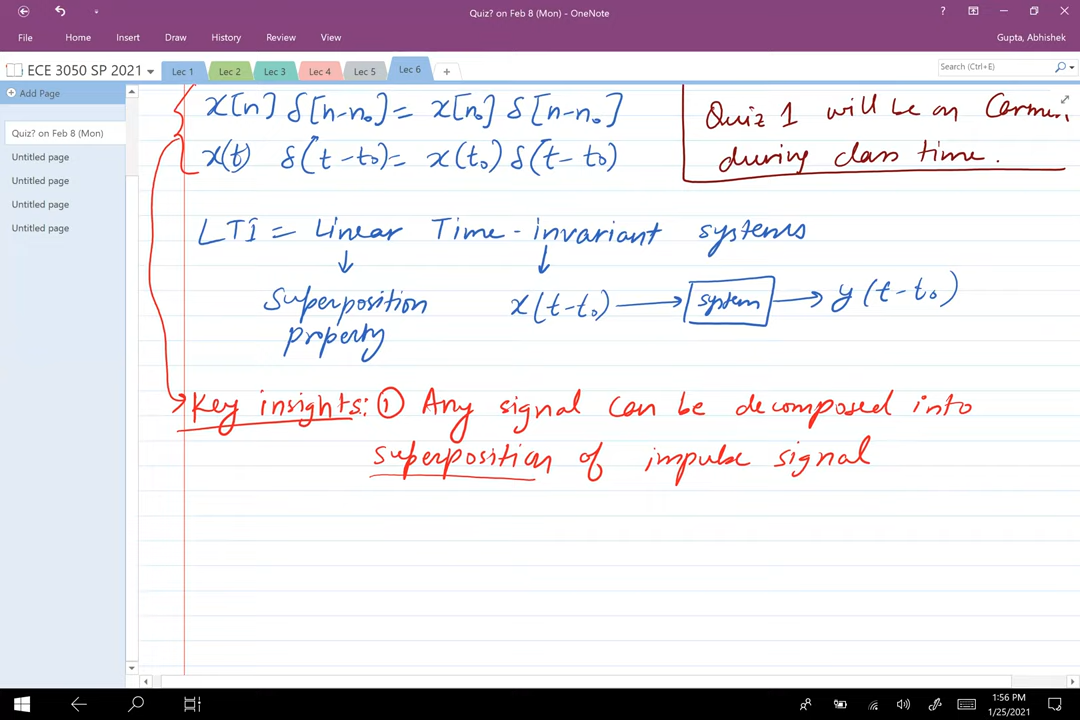 Quiz? on Feb 8 (Mon) - OneNote
File Home Insert Draw History Review View Gupta, Abhishek
ECE 3050 SP 2021 Lec 1 Lec 2 Lec 3 Lec 4 Lec 5 Lec 6 Search (Ctrl+E)
Add Page
Quiz? on Feb 8 (Mon)
Untitled page
Untitled page
Untitled page
Untitled page
x[n] δ[n-n₀] = x[n₀] δ[n-n₀]
x(t) δ(t-t₀) = x(t₀) δ(t-t₀)
Quiz 1 will be on Carmen
during class time.
LTI = Linear Time-invariant systems
↓ ↓
Superposition
property
x(t-t₀) → system → y(t-t₀)
Key insights: ① Any signal can be decomposed into
superposition of impulse signal
1:56 PM
1/25/2021